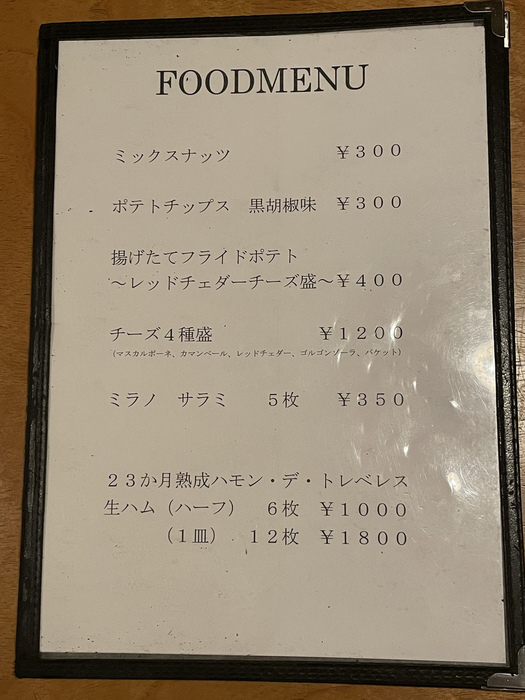 FOODMENU
ミックスナッツ ￥３００
ポテトチップス　黒胡椒味 ￥３００
揚げたてフライドポテト
～レッドチェダーチーズ盛～￥４００
チーズ４種盛 ￥１２００
（マスカルポーネ、カマンベール、レッドチェダー、ゴルゴンゾーラ、バケット）
ミラノ　サラミ　５枚　￥３５０
２３か月熟成ハモン・デ・トレベレス
生ハム（ハーフ）　６枚　￥１０００
（１皿）　１２枚　￥１８００